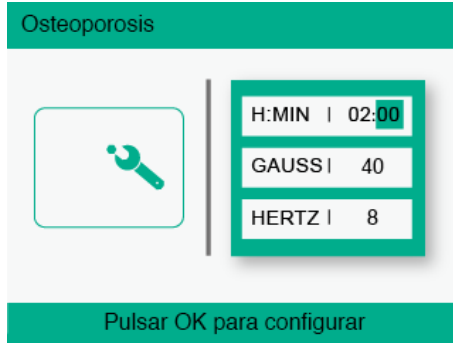 Osteoporosis
H:MIN | 02:00
GAUSS | 40
HERTZ | 8
Pulsar OK para configurar